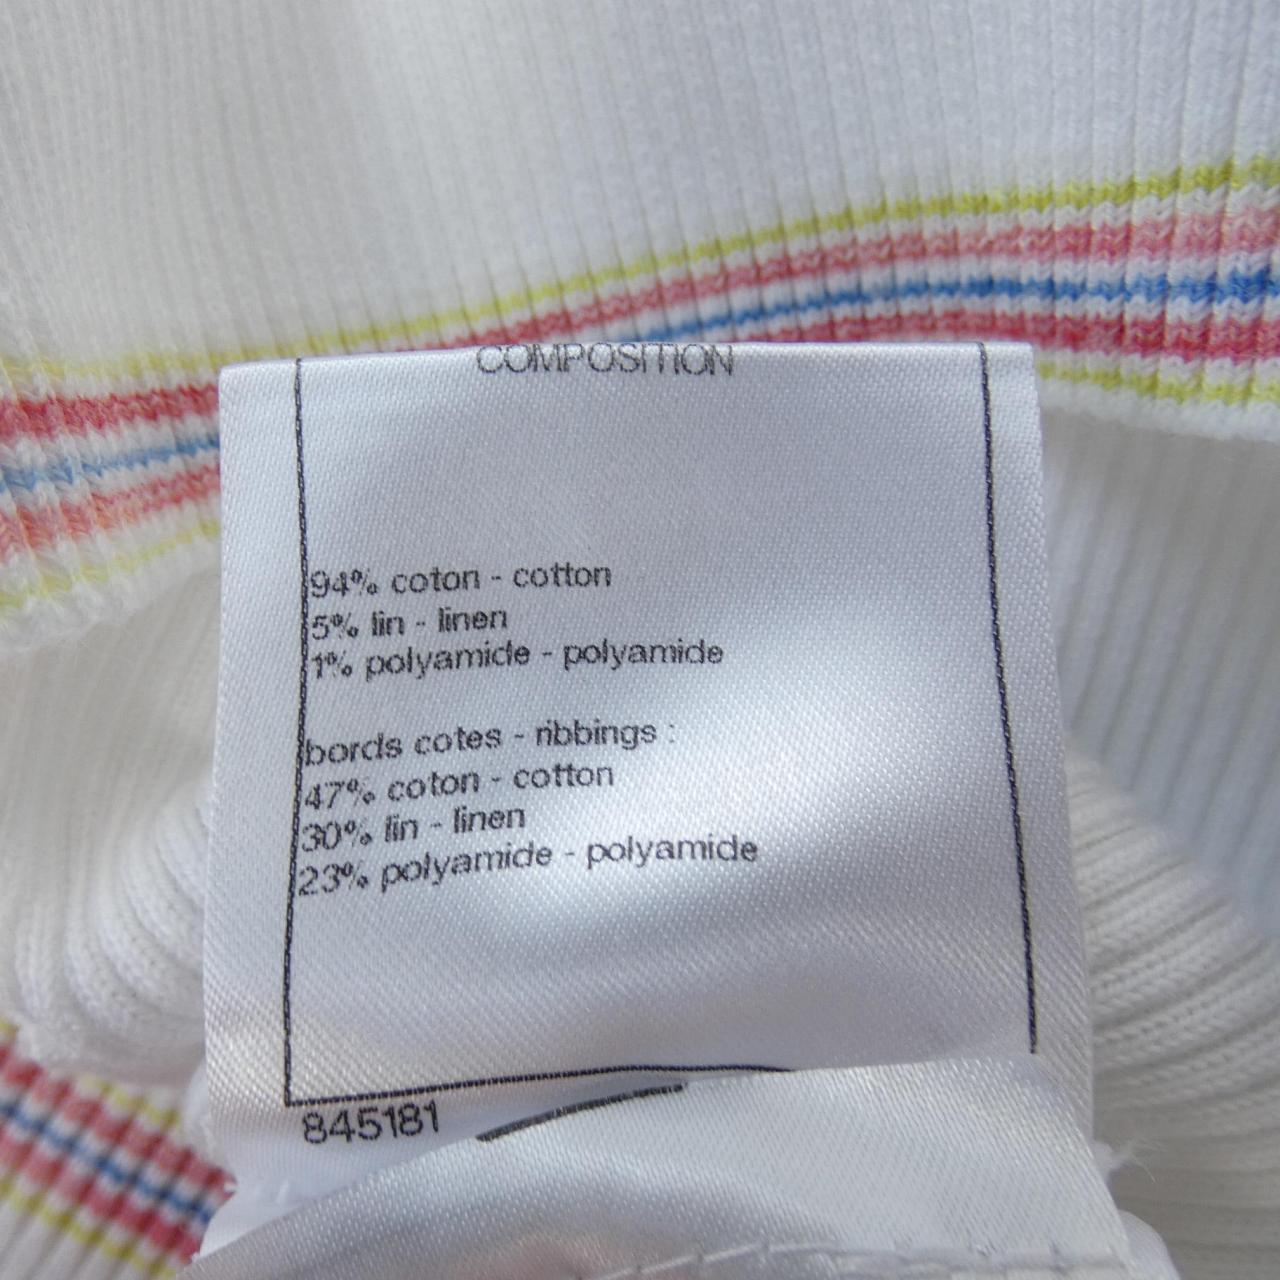 COMPOSITION
94% coton - cotton
5% lin - linen
1% polyamide - polyamide
bords cotes - ribbings :
47% coton - cotton
30% lin - linen
23% polyamide - polyamide
845181